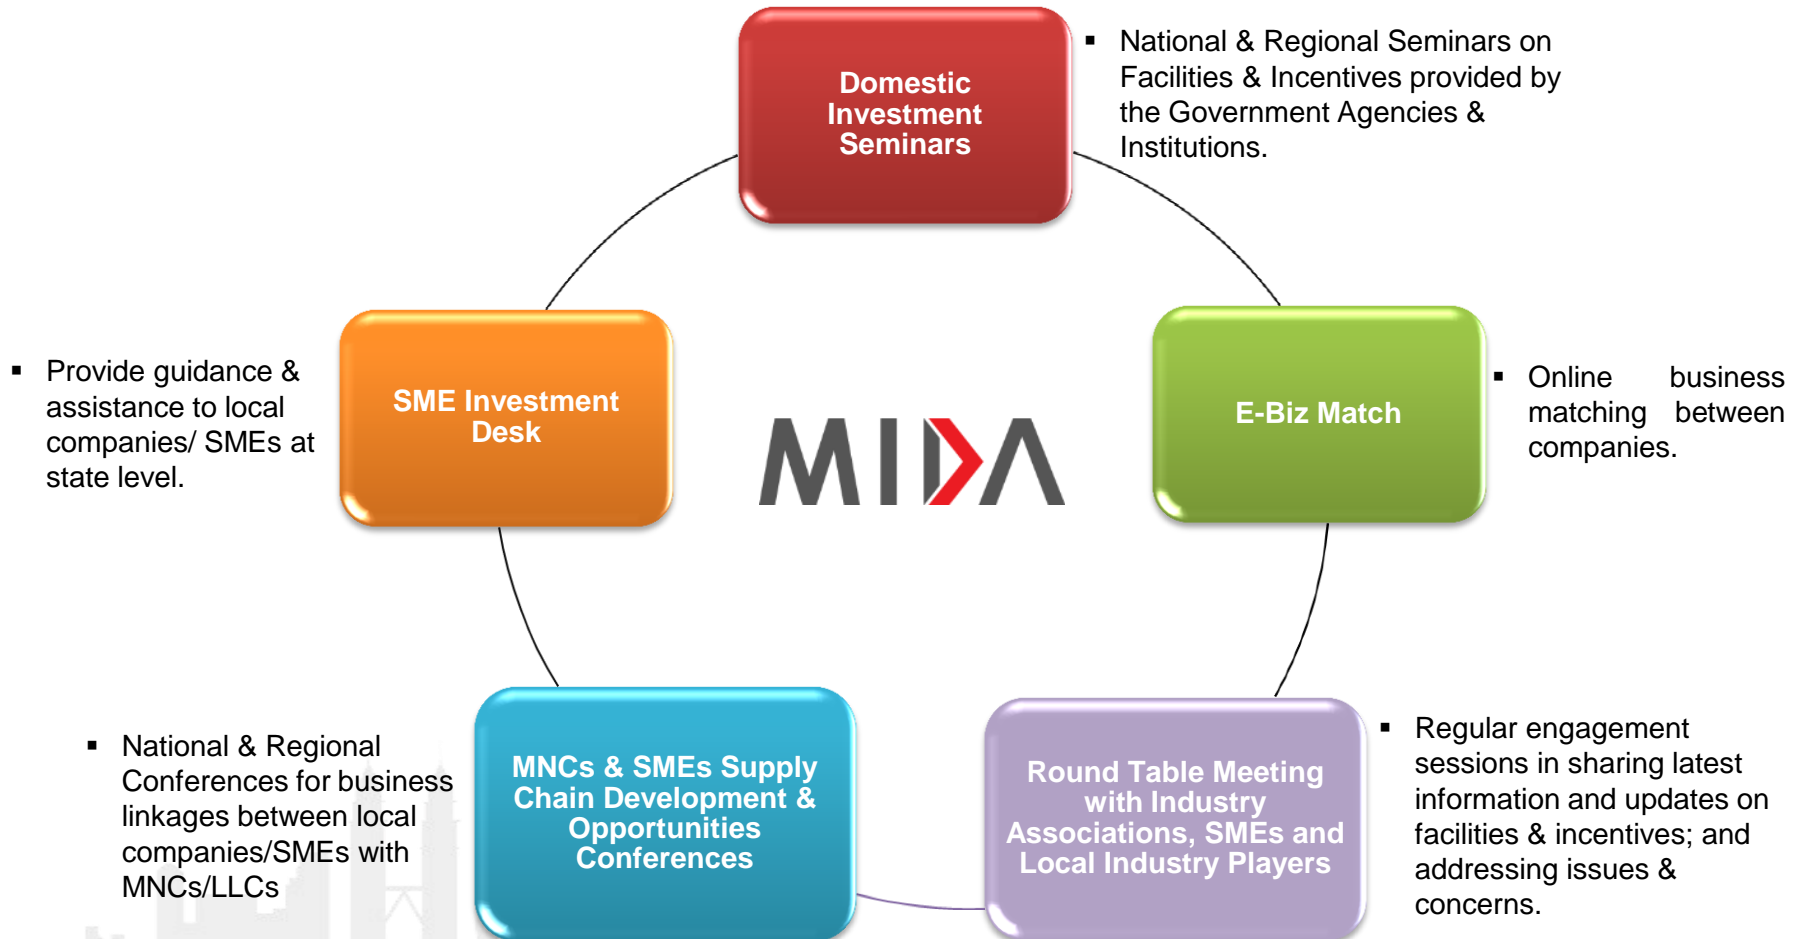 Domestic
Investment
Seminars
▪ National & Regional Seminars on
Facilities & Incentives provided by
the Government Agencies &
Institutions.
▪ Provide guidance &
assistance to local
companies/ SMEs at
state level.
SME Investment
Desk
MIDA
E-Biz Match
▪ Online business
matching between
companies.
▪ National & Regional
Conferences for business
linkages between local
companies/SMEs with
MNCs/LLCs
MNCs & SMEs Supply
Chain Development &
Opportunities
Conferences
Round Table Meeting
with Industry
Associations, SMEs and
Local Industry Players
▪ Regular engagement
sessions in sharing latest
information and updates on
facilities & incentives; and
addressing issues &
concerns.